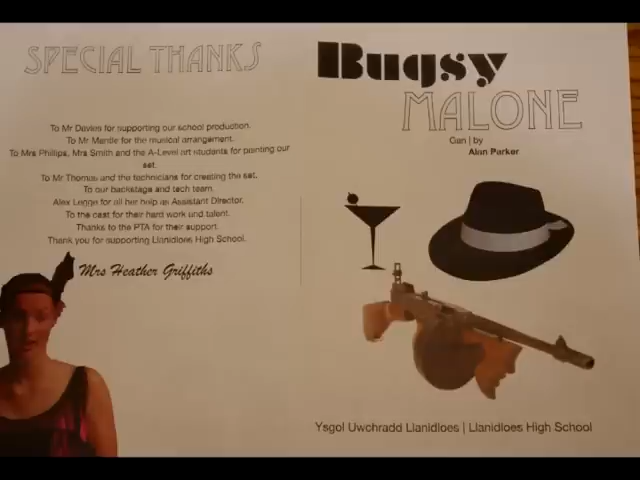 SPECIAL THANKS
To Mr Davies for supporting our school production.
To Mr Mantle for the musical arrangement.
To Mrs Phillips, Mrs Smith and the A-Level art students for painting our
set.
To Mr Thomas and the technicians for creating the set.
To our backstage and tech team.
Alex Legge for all her help as Assistant Director.
To the cast for their hard work and talent.
Thanks to the PTA for their support.
Thank you for supporting Llanidloes High School.
Mrs Heather Griffiths
Bugsy
MALONE
Gan | by
Alan Parker
Ysgol Uwchradd Llanidloes | Llanidloes High School